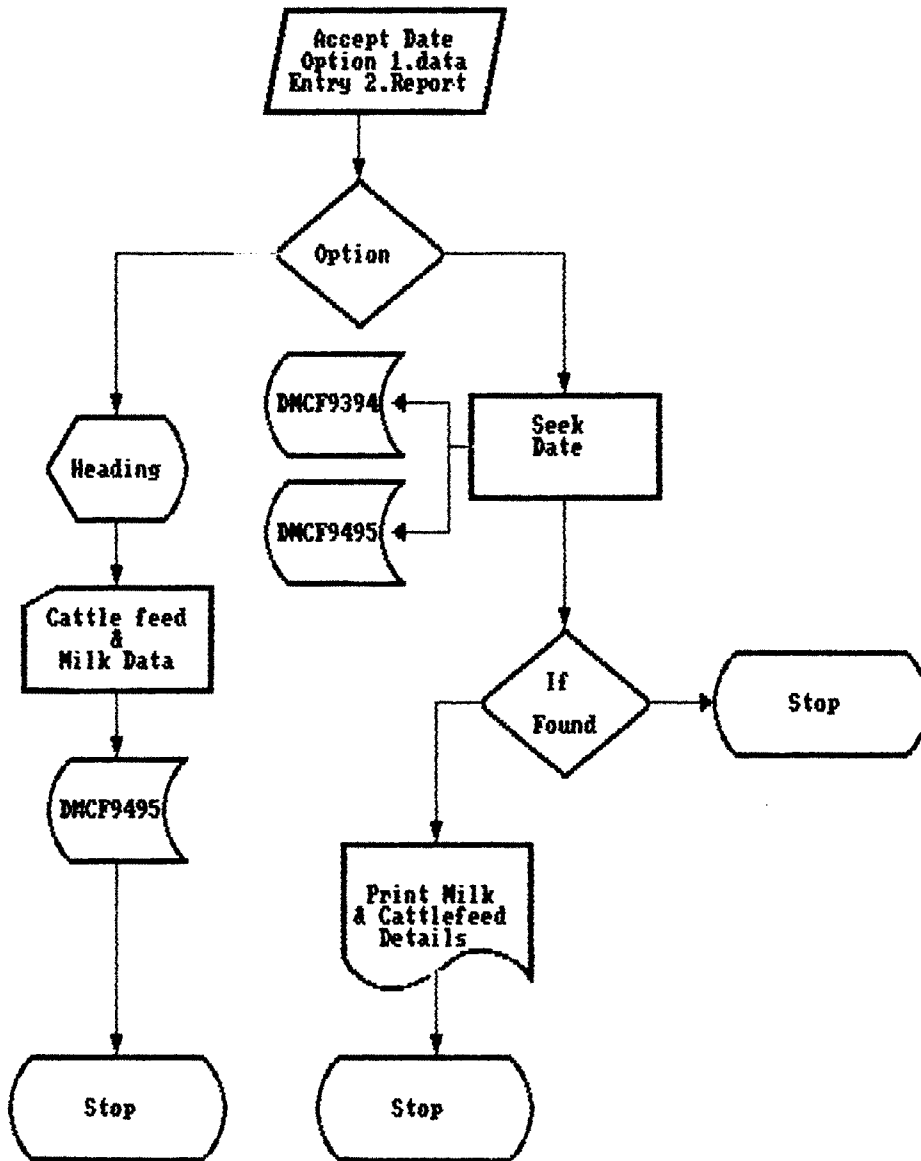 Accept Date
Option 1.data
Entry 2.Report
Option
DMCF9394
Seek
Date
Heading
DMCF9495
Cattle feed
&
Milk Data
If
Found
Stop
DMCF9495
Print Milk
& Cattlefeed
Details
Stop
Stop